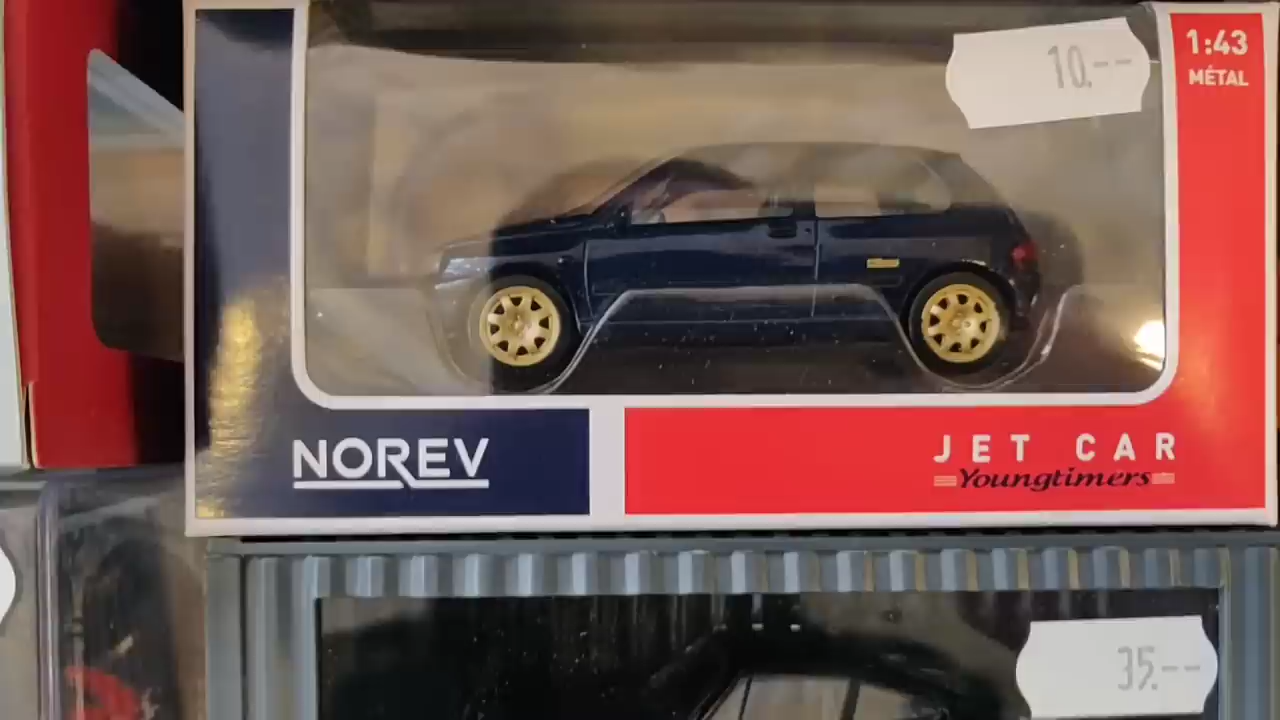 10.--
1:43
MÉTAL
NOREV
JET CAR
Youngtimers
35.--